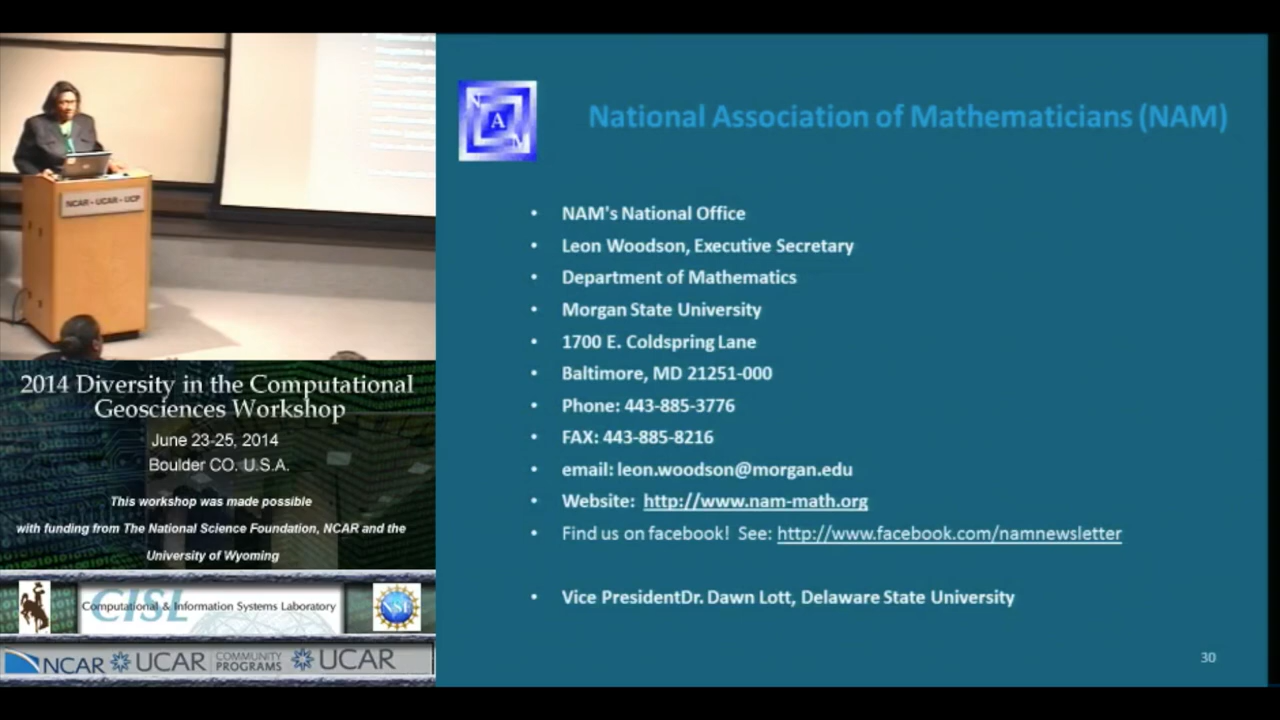 NCAR • UCAR • UCP
2014 Diversity in the Computational
Geosciences Workshop
June 23-25, 2014
Boulder CO. U.S.A.
This workshop was made possible
with funding from The National Science Foundation, NCAR and the
University of Wyoming
CISL
Computational & Information Systems Laboratory
NSF
NCAR
UCAR
COMMUNITY
PROGRAMS
UCAR
N
A
M
National Association of Mathematicians (NAM)
• NAM's National Office
• Leon Woodson, Executive Secretary
• Department of Mathematics
• Morgan State University
• 1700 E. Coldspring Lane
• Baltimore, MD 21251-000
• Phone: 443-885-3776
• FAX: 443-885-8216
• email: leon.woodson@morgan.edu
• Website: http://www.nam-math.org
• Find us on facebook! See: http://www.facebook.com/namnewsletter
• Vice PresidentDr. Dawn Lott, Delaware State University
30